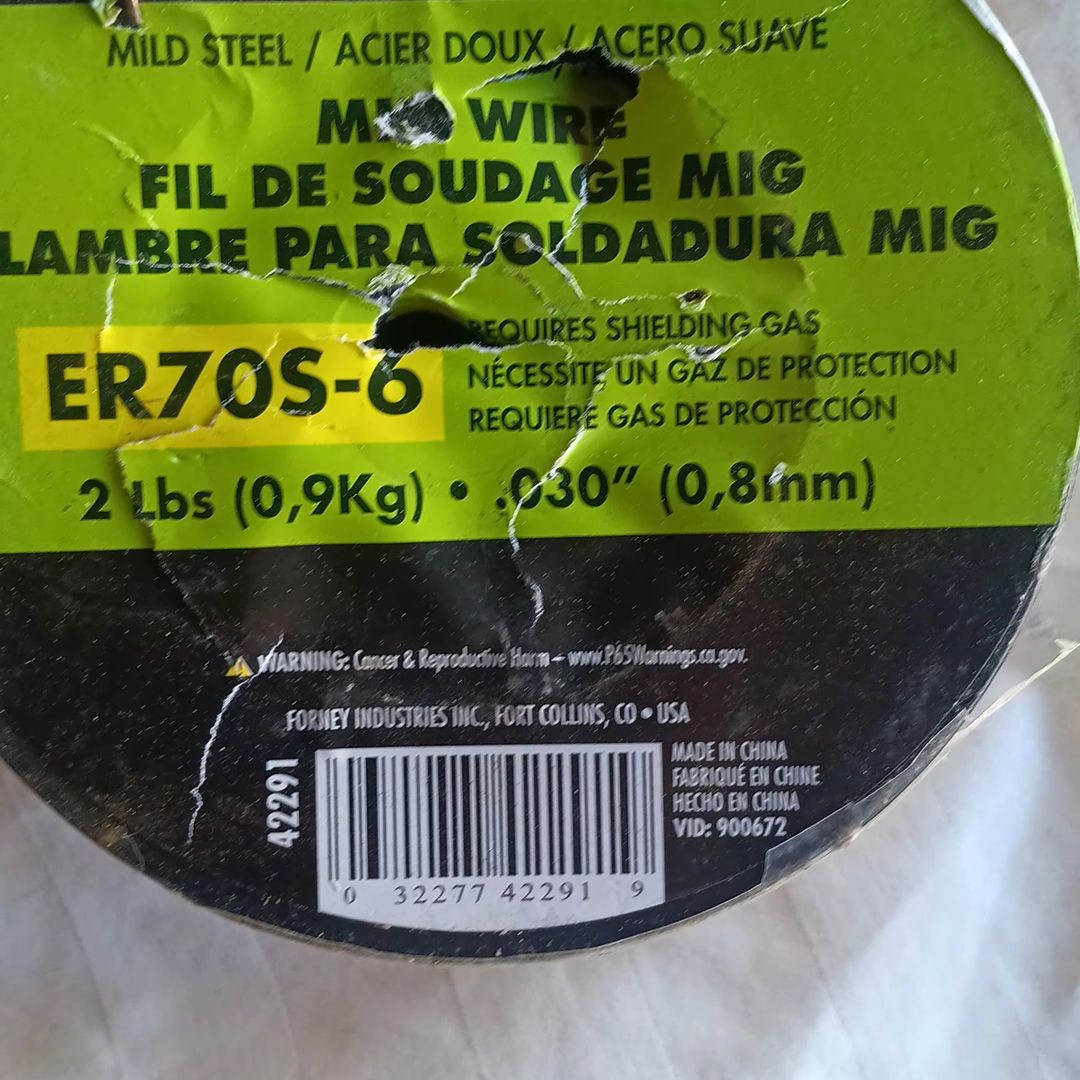 MILD STEEL / ACIER DOUX / ACERO SUAVE
MIG WIRE
FIL DE SOUDAGE MIG
LAMBRE PARA SOLDADURA MIG
ER70S-6
REQUIRES SHIELDING GAS
NÉCESSITE UN GAZ DE PROTECTION
REQUIERE GAS DE PROTECCIÓN
2 Lbs (0,9Kg) • .030” (0,8mm)
WARNING: Cancer & Reproductive Harm – www.P65Warnings.ca.gov.
FORNEY INDUSTRIES INC., FORT COLLINS, CO • USA
42291
MADE IN CHINA
FABRIQUÉ EN CHINE
HECHO EN CHINA
VID: 900672
0 32277 42291 9